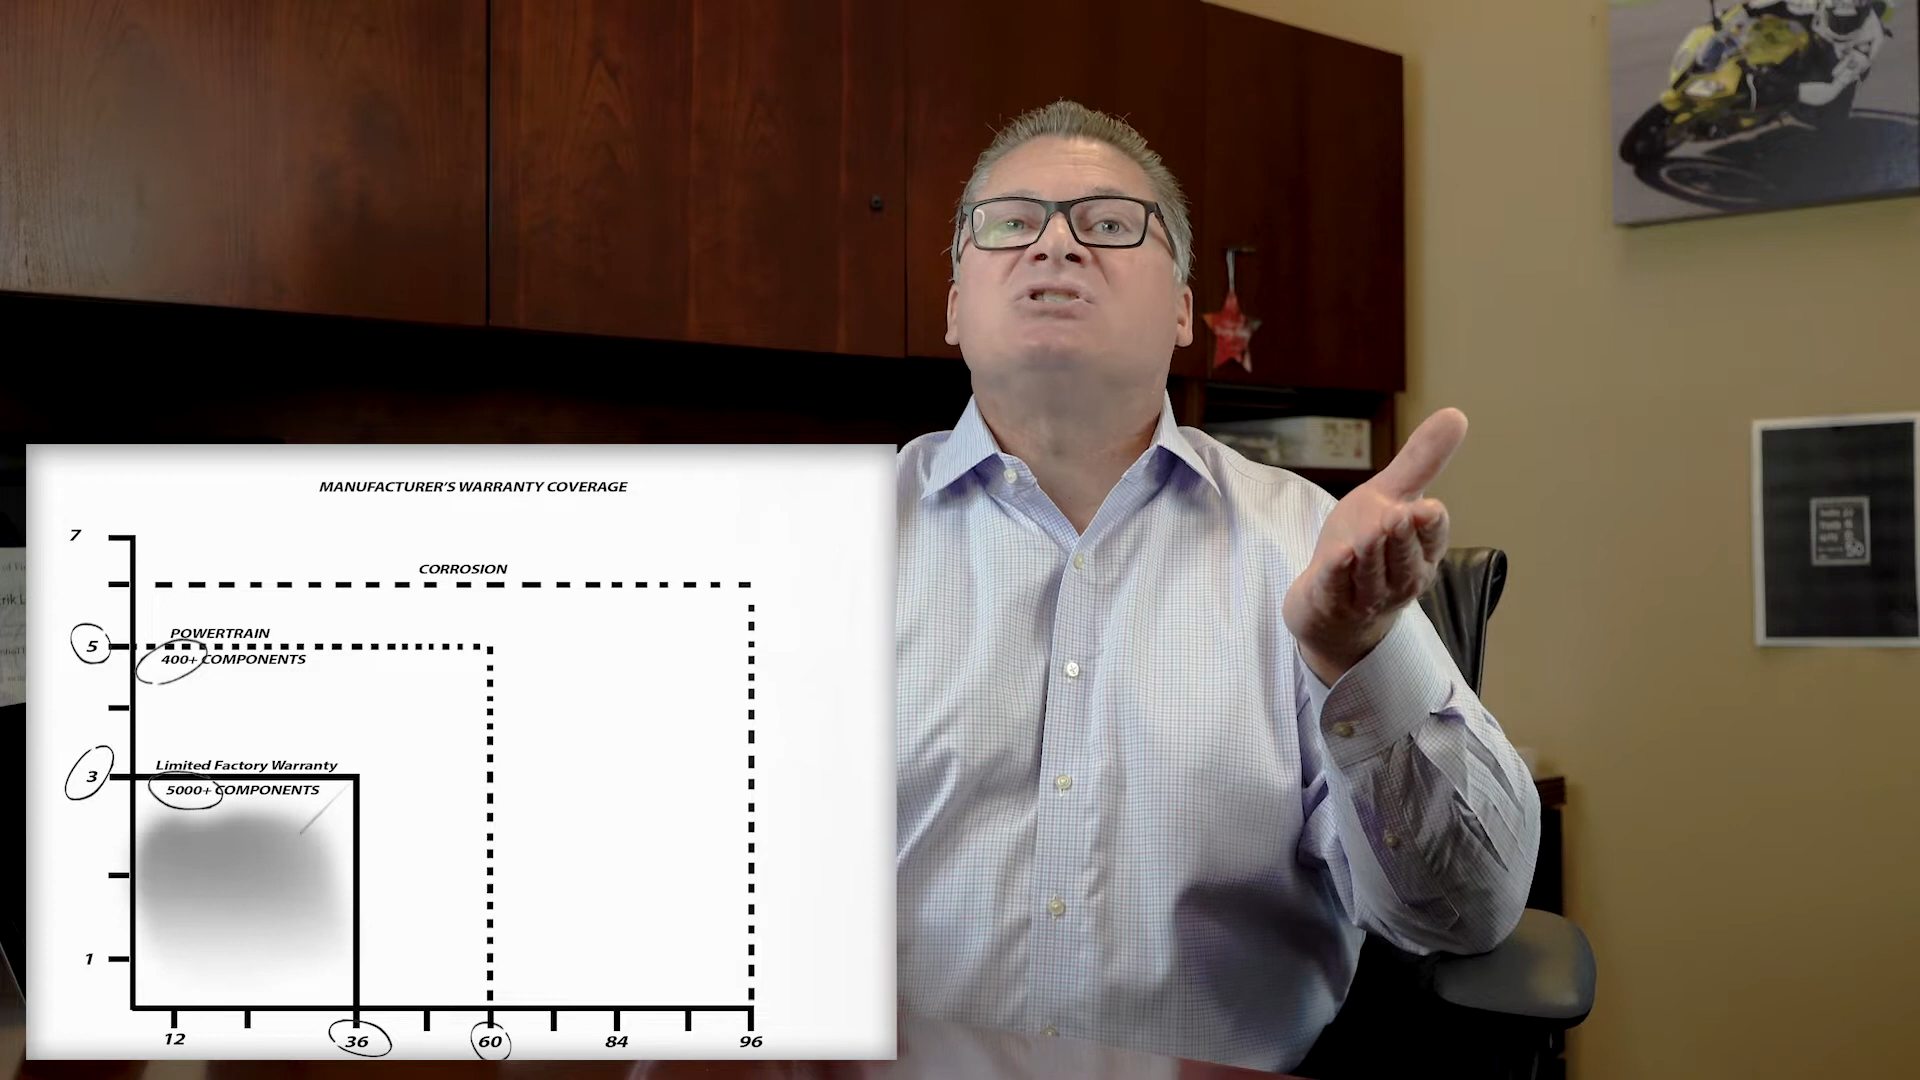 MANUFACTURER'S WARRANTY COVERAGE
7
CORROSION
POWERTRAIN
5
400+ COMPONENTS
Limited Factory Warranty
3
5000+ COMPONENTS
1
12
36
60
84
96